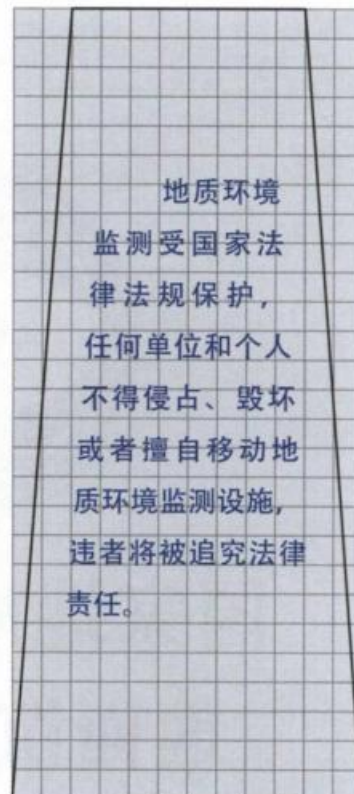 地质环境
监测受国家法
律法规保护，
任何单位和个人
不得侵占、毁坏
或者擅自移动地
质环境监测设施，
违者将被追究法律
责任。